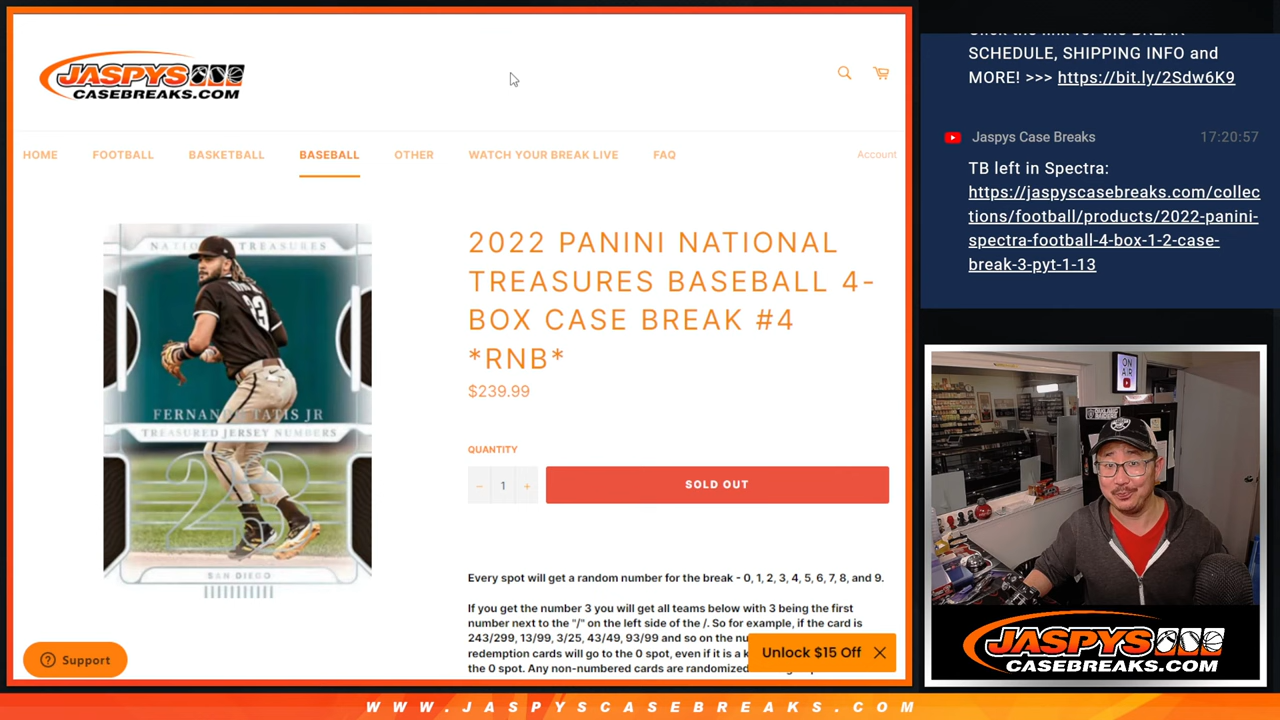 JASPYS
CASEBREAKS.COM
HOME
FOOTBALL
BASKETBALL
BASEBALL
OTHER
WATCH YOUR BREAK LIVE
FAQ
Account
NATIONAL TREASURES
FERNANDO TATIS JR
TREASURED JERSEY NUMBERS
23
SAN DIEGO
2022 PANINI NATIONAL
TREASURES BASEBALL 4-
BOX CASE BREAK #4
*RNB*
$239.99
QUANTITY
− 1 +
SOLD OUT
Every spot will get a random number for the break - 0, 1, 2, 3, 4, 5, 6, 7, 8, and 9.
If you get the number 3 you will get all teams below with 3 being the first
number next to the "/" on the left side of the /. So for example, if the card is
243/299, 13/99, 3/25, 43/49, 93/99 and so on the nu
redemption cards will go to the 0 spot, even if it is a
the 0 spot. Any non-numbered cards are randomized
Unlock $15 Off
Support
SCHEDULE, SHIPPING INFO and
MORE! >>> https://bit.ly/2Sdw6K9
Jaspys Case Breaks
17:20:57
TB left in Spectra:
https://jaspyscasebreaks.com/collec
tions/football/products/2022-panini-
spectra-football-4-box-1-2-case-
break-3-pyt-1-13
ON
AIR
JASPYS
CASEBREAKS.COM
WWW.JASPYSCASEBREAKS.COM